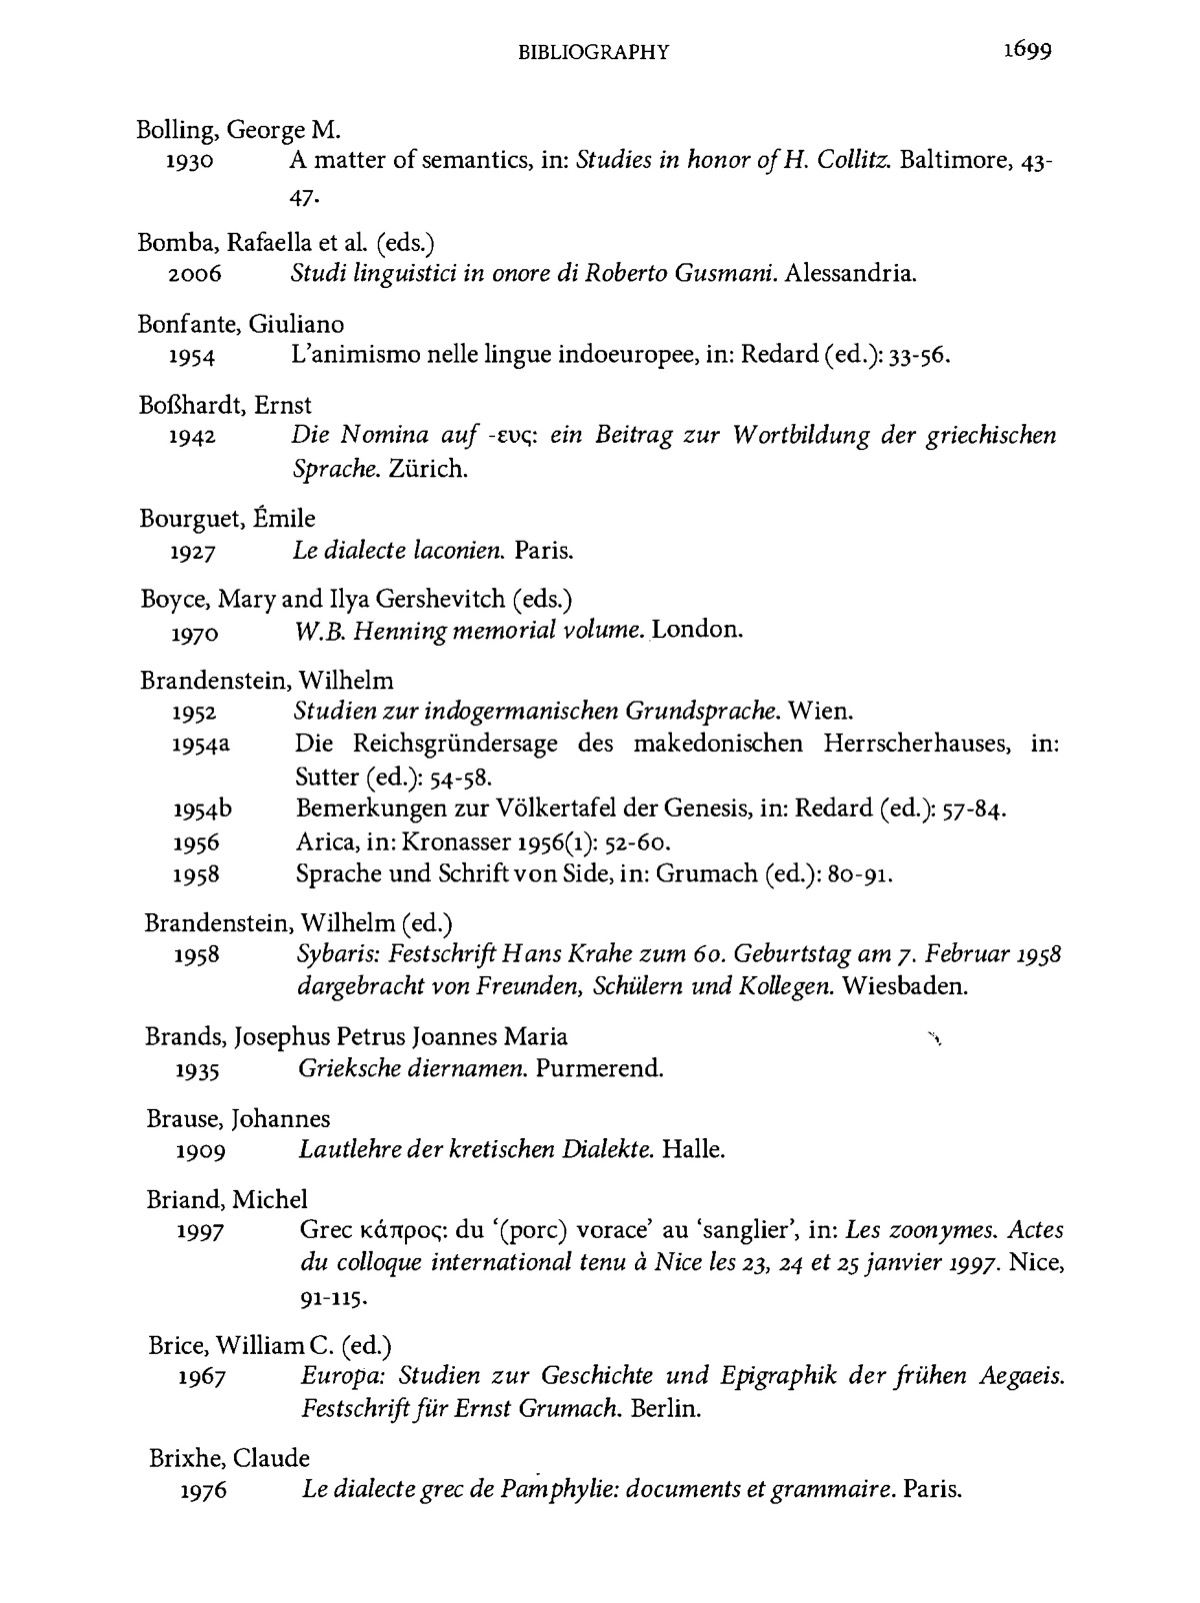 BIBLIOGRAPHY 1699
Bolling, George M.
1930 A matter of semantics, in: Studies in honor of H. Collitz. Baltimore, 43-
47.
Bomba, Rafaella et al. (eds.)
2006 Studi linguistici in onore di Roberto Gusmani. Alessandria.
Bonfante, Giuliano
1954 L'animismo nelle lingue indoeuropee, in: Redard (ed.): 33-56.
Boßhardt, Ernst
1942 Die Nomina auf -ευς: ein Beitrag zur Wortbildung der griechischen
Sprache. Zürich.
Bourguet, Émile
1927 Le dialecte laconien. Paris.
Boyce, Mary and Ilya Gershevitch (eds.)
1970 W.B. Henning memorial volume. London.
Brandenstein, Wilhelm
1952 Studien zur indogermanischen Grundsprache. Wien.
1954a Die Reichsgründersage des makedonischen Herrscherhauses, in:
Sutter (ed.): 54-58.
1954b Bemerkungen zur Völkertafel der Genesis, in: Redard (ed.): 57-84.
1956 Arica, in: Kronasser 1956(1): 52-60.
1958 Sprache und Schrift von Side, in: Grumach (ed.): 80-91.
Brandenstein, Wilhelm (ed.)
1958 Sybaris: Festschrift Hans Krahe zum 60. Geburtstag am 7. Februar 1958
dargebracht von Freunden, Schülern und Kollegen. Wiesbaden.
Brands, Josephus Petrus Joannes Maria
1935 Grieksche diernamen. Purmerend.
Brause, Johannes
1909 Lautlehre der kretischen Dialekte. Halle.
Briand, Michel
1997 Grec κάπρος: du '(porc) vorace' au 'sanglier', in: Les zoonymes. Actes
du colloque international tenu à Nice les 23, 24 et 25 janvier 1997. Nice,
91-115.
Brice, William C. (ed.)
1967 Europa: Studien zur Geschichte und Epigraphik der frühen Aegaeis.
Festschrift für Ernst Grumach. Berlin.
Brixhe, Claude
1976 Le dialecte grec de Pamphylie: documents et grammaire. Paris.